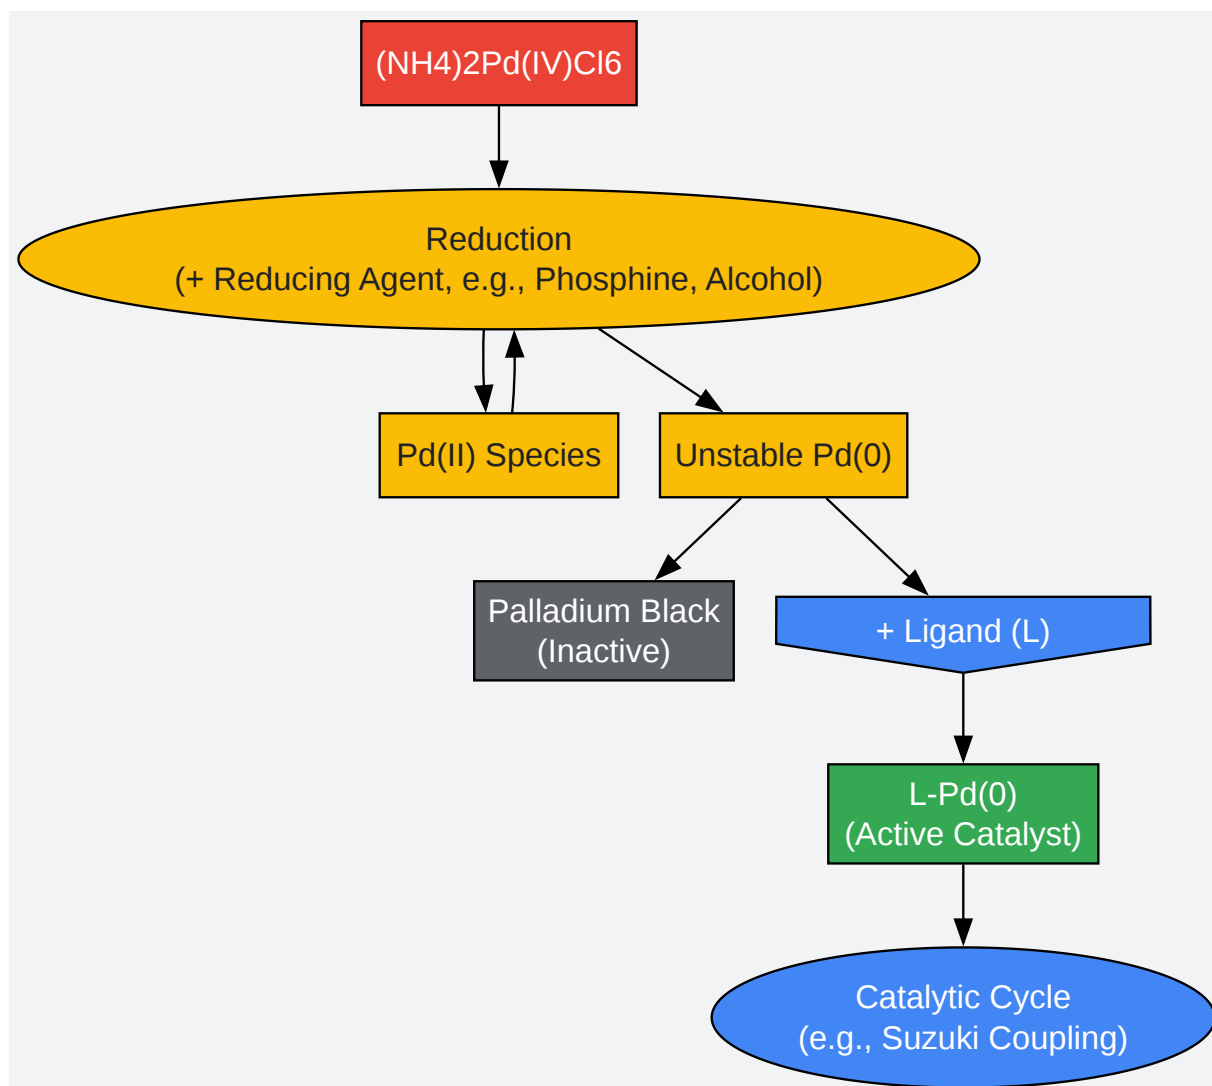 (NH4)2Pd(IV)Cl6
Reduction
(+ Reducing Agent, e.g., Phosphine, Alcohol)
Pd(II) Species
Unstable Pd(0)
Palladium Black
(Inactive)
+ Ligand (L)
L-Pd(0)
(Active Catalyst)
Catalytic Cycle
(e.g., Suzuki Coupling)